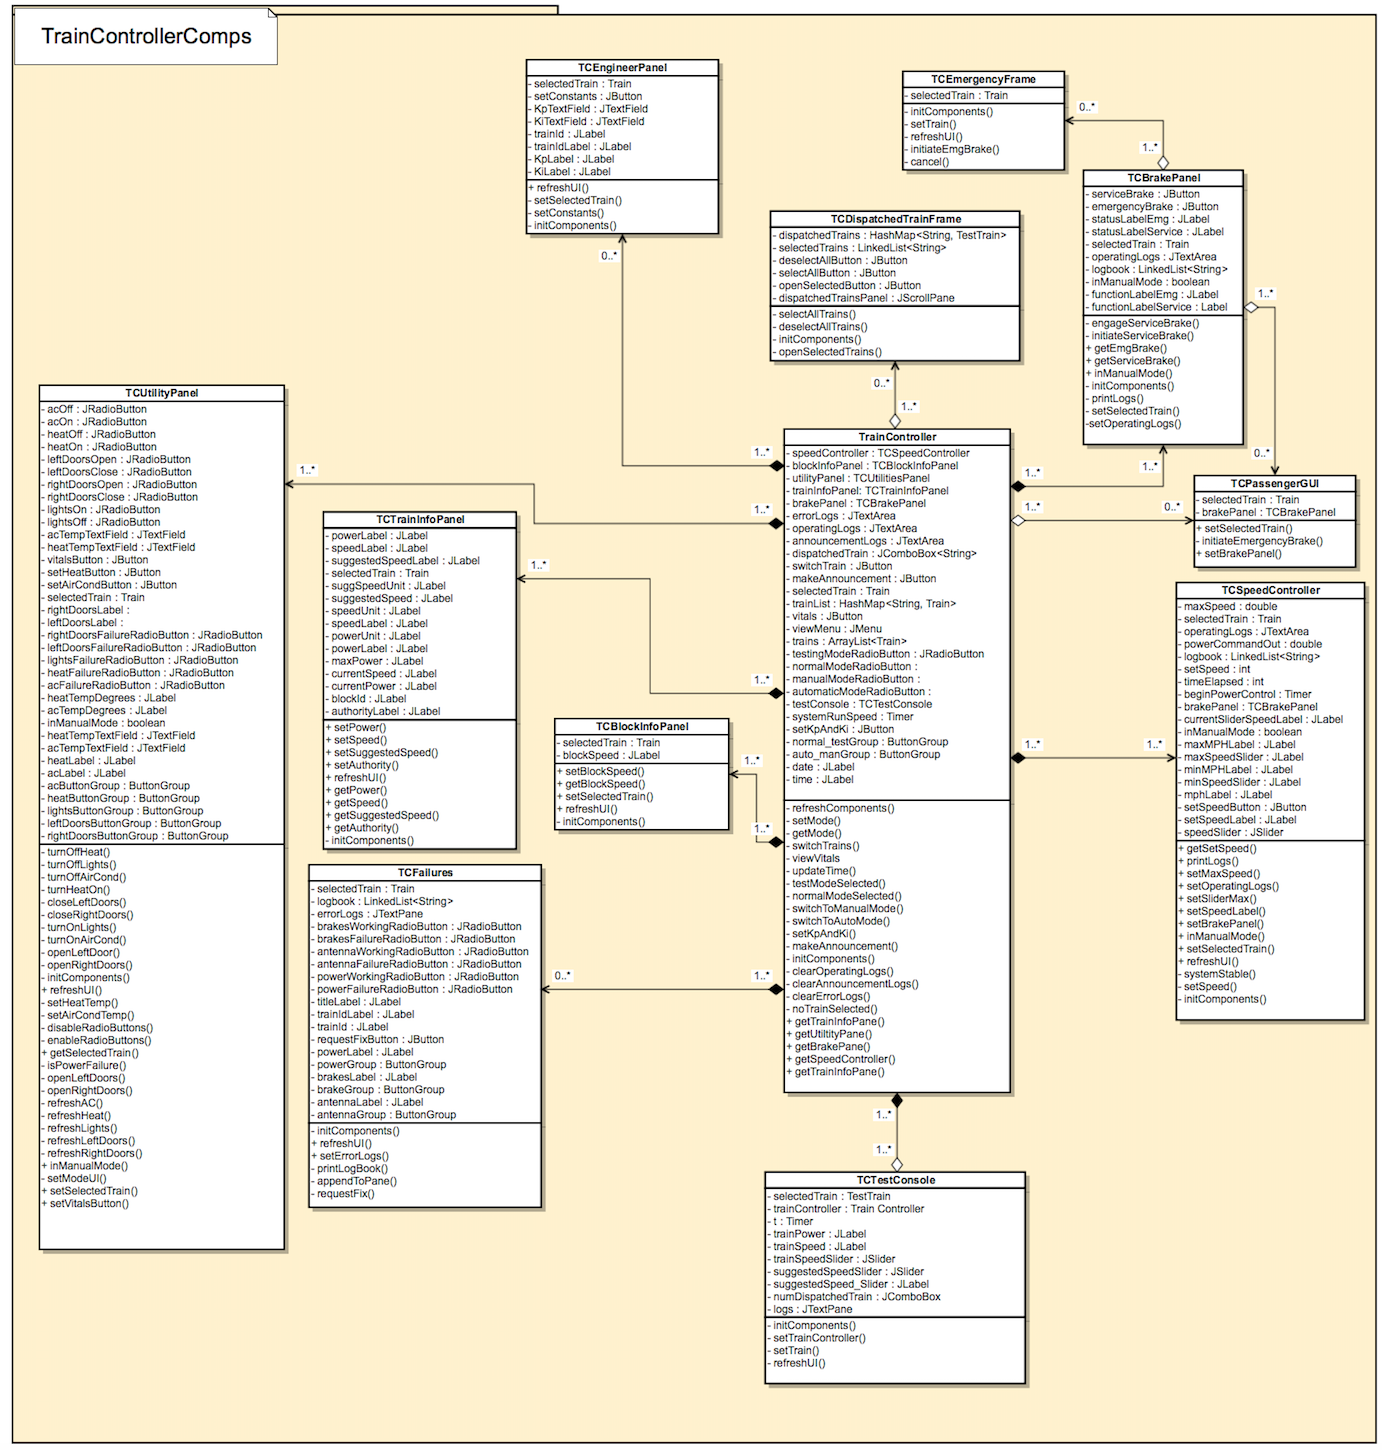 TrainControllerComps
TCEngineerPanel
- selectedTrain : Train
- setConstants : JButton
- KpTextField : JTextField
- KiTextField : JTextField
- trainId : JLabel
- trainIdLabel : JLabel
- KpLabel : JLabel
- KiLabel : JLabel
+ refreshUI()
- setSelectedTrain()
- setConstants()
- initComponents()
0..*
TCEmergencyFrame
- selectedTrain : Train
- initComponents()
- setTrain()
- refreshUI()
- initiateEmgBrake()
- cancel()
0..*
1..*
TCBrakePanel
- serviceBrake : JButton
- emergencyBrake : JButton
- statusLabelEmg : JLabel
- statusLabelService : JLabel
- selectedTrain : Train
- operatingLogs : JTextArea
- logbook : LinkedList<String>
- inManualMode : boolean
- functionLabelEmg : JLabel
- functionLabelService : Label
- engageServiceBrake()
- initiateServiceBrake()
+ getEmgBrake()
+ getServiceBrake()
+ inManualMode()
- initComponents()
- printLogs()
- setSelectedTrain()
-setOperatingLogs()
1..*
0..*
1..*
TCDispatchedTrainFrame
- dispatchedTrains : HashMap<String, TestTrain>
- selectedTrains : LinkedList<String>
- deselectAllButton : JButton
- selectAllButton : JButton
- openSelectedButton : JButton
- dispatchedTrainsPanel : JScrollPane
- selectAllTrains()
- deselectAllTrains()
- initComponents()
- openSelectedTrains()
0..*
1..*
TCUtilityPanel
- acOff : JRadioButton
- acOn : JRadioButton
- heatOff : JRadioButton
- heatOn : JRadioButton
- leftDoorsOpen : JRadioButton
- leftDoorsClose : JRadioButton
- rightDoorsOpen : JRadioButton
- rightDoorsClose : JRadioButton
- lightsOn : JRadioButton
- lightsOff : JRadioButton
- acTempTextField : JTextField
- heatTempTextField : JTextField
- vitalsButton : JButton
- setHeatButton : JButton
- setAirCondButton : JButton
- selectedTrain : Train
- rightDoorsLabel :
- leftDoorsLabel :
- rightDoorsFailureRadioButton : JRadioButton
- leftDoorsFailureRadioButton : JRadioButton
- lightsFailureRadioButton : JRadioButton
- heatFailureRadioButton : JRadioButton
- acFailureRadioButton : JRadioButton
- heatTempDegrees : JLabel
- acTempDegrees : JLabel
- inManualMode : boolean
- heatTempTextField : JTextField
- acTempTextField : JTextField
- heatLabel : JLabel
- acLabel : JLabel
- acButtonGroup : ButtonGroup
- heatButtonGroup : ButtonGroup
- lightsButtonGroup : ButtonGroup
- leftDoorsButtonGroup : ButtonGroup
- rightDoorsButtonGroup : ButtonGroup
- turnOffHeat()
- turnOffLights()
- turnOffAirCond()
- turnHeatOn()
- closeLeftDoors()
- closeRightDoors()
- turnOnLights()
- turnOnAirCond()
- openLeftDoor()
- openRightDoors()
- initComponents()
+ refreshUI()
- setHeatTemp()
- setAirCondTemp()
- disableRadioButtons()
- enableRadioButtons()
+ getSelectedTrain()
- isPowerFailure()
- openLeftDoors()
- openRightDoors()
- refreshAC()
- refreshHeat()
- refreshLights()
- refreshLeftDoors()
- refreshRightDoors()
+ inManualMode()
- setModeUI()
+ setSelectedTrain()
+ setVitalsButton()
1..*
TCTrainInfoPanel
- powerLabel : JLabel
- speedLabel : JLabel
- suggestedSpeedLabel : JLabel
- selectedTrain : Train
- suggSpeedUnit : JLabel
- suggestedSpeed : JLabel
- speedUnit : JLabel
- speedLabel : JLabel
- powerUnit : JLabel
- powerLabel : JLabel
- maxPower : JLabel
- currentSpeed : JLabel
- currentPower : JLabel
- blockId : JLabel
- authorityLabel : JLabel
+ setPower()
+ setSpeed()
+ setSuggestedSpeed()
+ setAuthority()
+ refreshUI()
+ getPower()
+ getSpeed()
+ getSuggestedSpeed()
+ getAuthority()
- initComponents()
1..*
TCBlockInfoPanel
- selectedTrain : Train
- blockSpeed : JLabel
+ setBlockSpeed()
+ getBlockSpeed()
+ setSelectedTrain()
+ refreshUI()
- initComponents()
1..*
1..*
TCFailures
- selectedTrain : Train
- logbook : LinkedList<String>
- errorLogs : JTextPane
- brakesWorkingRadioButton : JRadioButton
- brakesFailureRadioButton : JRadioButton
- antennaWorkingRadioButton : JRadioButton
- antennaFailureRadioButton : JRadioButton
- powerWorkingRadioButton : JRadioButton
- powerFailureRadioButton : JRadioButton
- titleLabel : JLabel
- trainIdLabel : JLabel
- trainId : JLabel
- requestFixButton : JButton
- powerLabel : JLabel
- powerGroup : ButtonGroup
- brakesLabel : JLabel
- brakeGroup : ButtonGroup
- antennaLabel : JLabel
- antennaGroup : ButtonGroup
- initComponents()
+ refreshUI()
+ setErrorLogs()
- printLogBook()
- appendToPane()
- requestFix()
0..*
1..*
1..*
1..*
1..*
TrainController
- speedController : TCSpeedController
- blockInfoPanel : TCBlockInfoPanel
- utilityPanel : TCUtilitiesPanel
- trainInfoPanel: TCTrainInfoPanel
- brakePanel : TCBrakePanel
- errorLogs : JTextArea
- operatingLogs : JTextArea
- announcementLogs : JTextArea
- dispatchedTrain : JComboBox<String>
- switchTrain : JButton
- makeAnnouncement : JButton
- selectedTrain : Train
- trainList : HashMap<String, Train>
- vitals : JButton
- viewMenu : JMenu
- trains : ArrayList<Train>
- testingModeRadioButton : JRadioButton
- normalModeRadioButton :
- manualModeRadioButton :
- automaticModeRadioButton :
- testConsole : TCTestConsole
- systemRunSpeed : Timer
- setKpAndKi : JButton
- normal_testGroup : ButtonGroup
- auto_manGroup : ButtonGroup
- date : JLabel
- time : JLabel
- refreshComponents()
- setMode()
- getMode()
- switchTrains()
- viewVitals
- updateTime()
- testModeSelected()
- normalModeSelected()
- switchToManualMode()
- switchToAutoMode()
- setKpAndKi()
- makeAnnouncement()
- initComponents()
- clearOperatingLogs()
- clearAnnouncementLogs()
- clearErrorLogs()
- noTrainSelected()
+ getTrainInfoPane()
+ getUtiltityPane()
+ getBrakePane()
+ getSpeedController()
+ getTrainInfoPane()
1..*
1..*
0..*
TCPassengerGUI
- selectedTrain : Train
- brakePanel : TCBrakePanel
+ setSelectedTrain()
- initiateEmergencyBrake()
+ setBrakePanel()
1..*
1..*
TCSpeedController
- maxSpeed : double
- selectedTrain : Train
- operatingLogs : JTextArea
- powerCommandOut : double
- logbook : LinkedList<String>
- setSpeed : int
- timeElapsed : int
- beginPowerControl : Timer
- brakePanel : TCBrakePanel
- currentSliderSpeedLabel : JLabel
- inManualMode : boolean
- maxMPHLabel : JLabel
- maxSpeedSlider : JLabel
- minMPHLabel : JLabel
- minSpeedSlider : JLabel
- mphLabel : JLabel
- setSpeedButton : JButton
- setSpeedLabel : JLabel
- speedSlider : JSlider
+ getSetSpeed()
+ printLogs()
+ setMaxSpeed()
+ setOperatingLogs()
+ setSliderMax()
+ setSpeedLabel()
+ setBrakePanel()
+ inManualMode()
+ setSelectedTrain()
+ refreshUI()
- systemStable()
- setSpeed()
- initComponents()
1..*
1..*
TCTestConsole
- selectedTrain : TestTrain
- trainController : Train Controller
- t : Timer
- trainPower : JLabel
- trainSpeed : JLabel
- trainSpeedSlider : JSlider
- suggestedSpeedSlider : JSlider
- suggestedSpeed_Slider : JLabel
- numDispatchedTrain : JComboBox
- logs : JTextPane
- initComponents()
- setTrainController()
- setTrain()
- refreshUI()